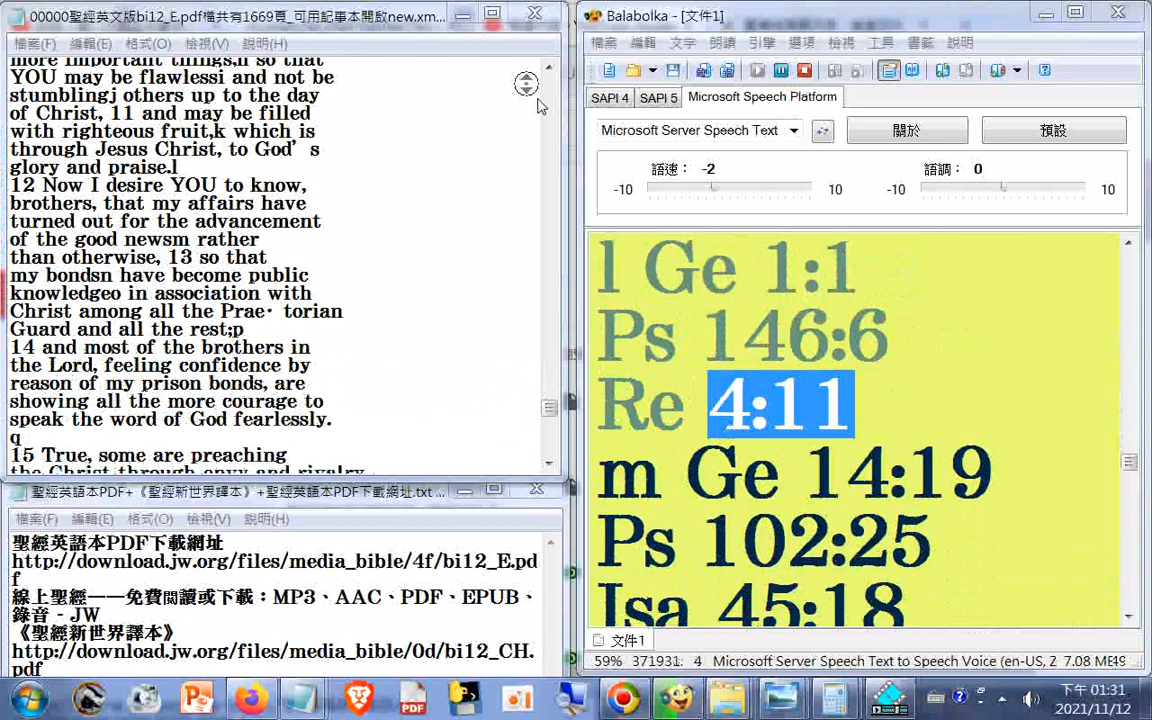 00000聖經英文版bi12_E.pdf檔共有1669頁_可用記事本開啟new.xm...
檔案(F) 編輯(E) 格式(O) 檢視(V) 說明(H)
more important things,h so that
YOU may be flawlessi and not be
stumblingj others up to the day
of Christ, 11 and may be filled
with righteous fruit,k which is
through Jesus Christ, to God’s
glory and praise.l
12 Now I desire YOU to know,
brothers, that my affairs have
turned out for the advancement
of the good newsm rather
than otherwise, 13 so that
my bondsn have become public
knowledgeo in association with
Christ among all the Prae· torian
Guard and all the rest;p
14 and most of the brothers in
the Lord, feeling confidence by
reason of my prison bonds, are
showing all the more courage to
speak the word of God fearlessly.
q
15 True, some are preaching
the Christ through envy and rivalry
聖經英語本PDF+《聖經新世界譯本》+聖經英語本PDF下載網址.txt ...
檔案(F) 編輯(E) 格式(O) 檢視(V) 說明(H)
聖經英語本PDF下載網址
http://download.jw.org/files/media_bible/4f/bi12_E.pd
f
線上聖經——免費閱讀或下載：MP3、AAC、PDF、EPUB、
錄音 - JW
《聖經新世界譯本》
http://download.jw.org/files/media_bible/0d/bi12_CH.
pdf
Balabolka - [文件1]
檔案 編輯 文字 朗讀 引擎 選項 檢視 工具 書籤 說明
SAPI 4 SAPI 5 Microsoft Speech Platform
Microsoft Server Speech Text 關於 預設
語速： -2 語調： 0
-10 10 -10 10
l Ge 1:1
Ps 146:6
Re 4:11
m Ge 14:19
Ps 102:25
Isa 45:18
文件1
59% 371931: 4 Microsoff Server Speech Text to Speech Voice (en-US, Z 7.08 MB
下午 01:31
2021/11/12